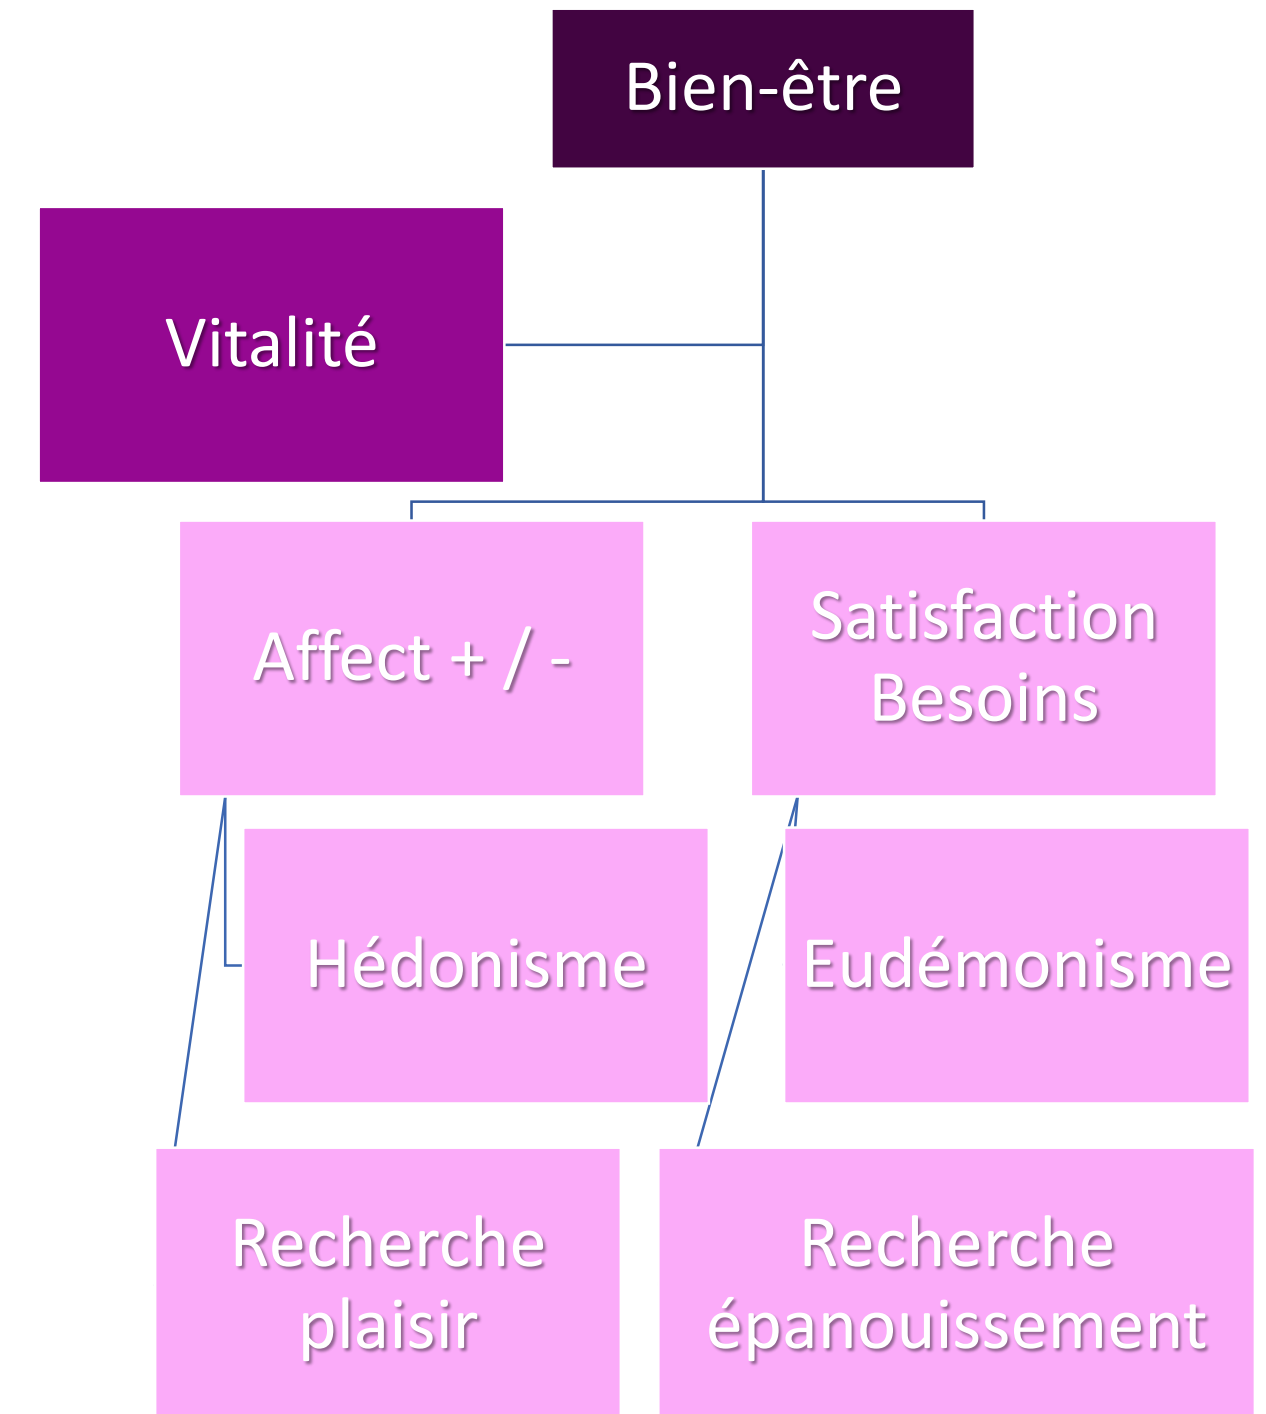 Bien-être
Vitalité
Affect + / -
Satisfaction
Besoins
Hédonisme
Eudémonisme
Recherche
plaisir
Recherche
épanouissement